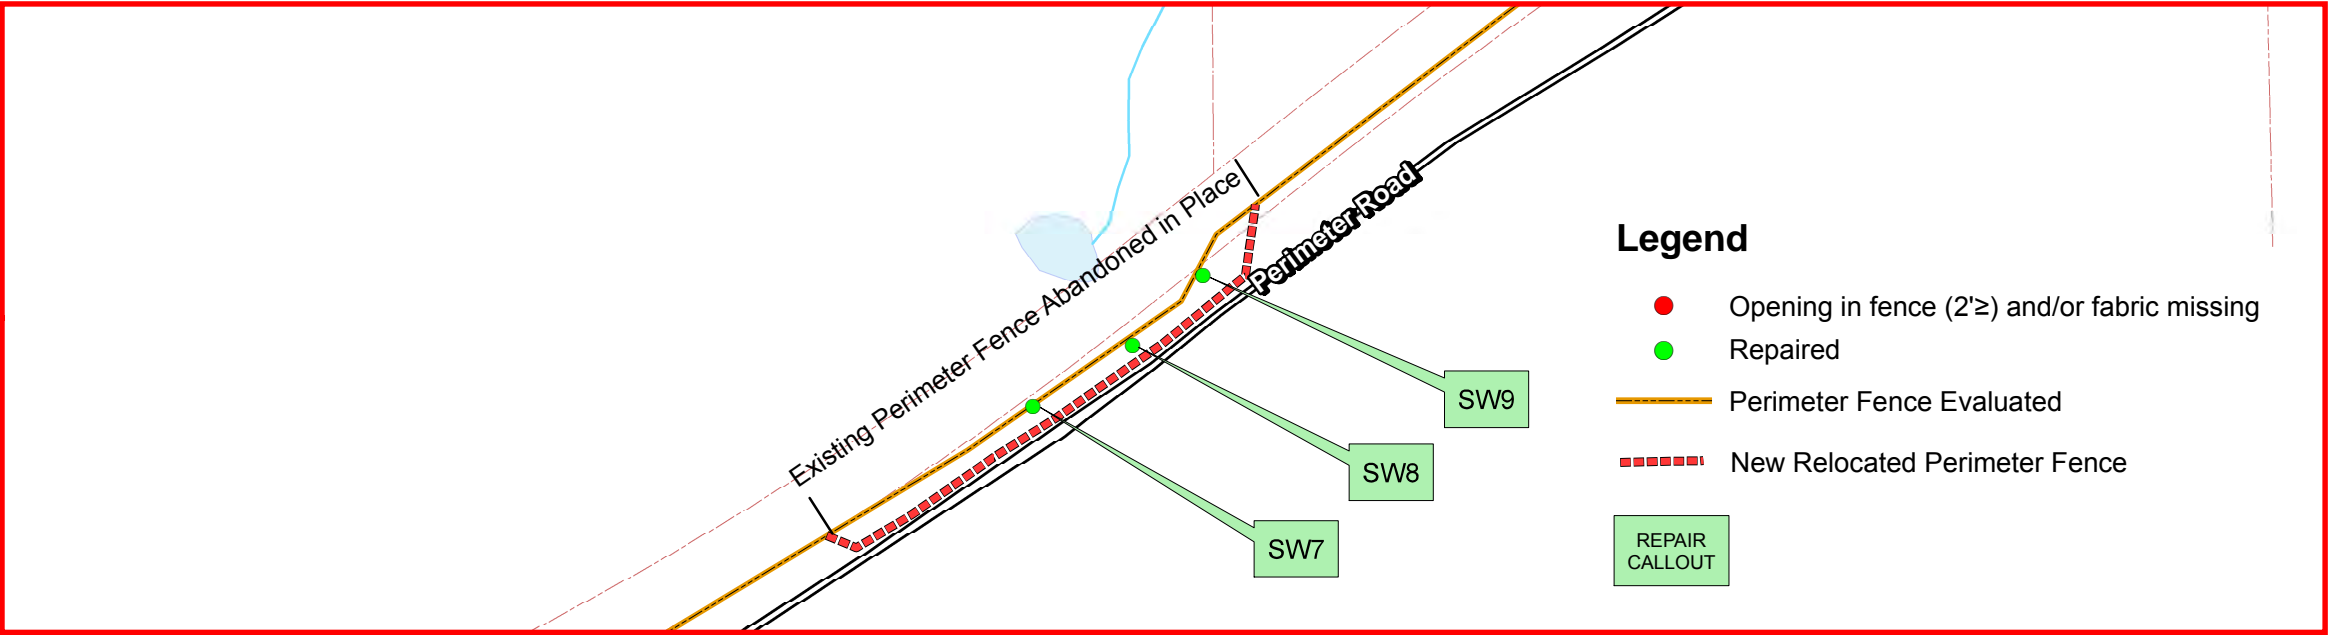 Existing Perimeter Fence Abandoned in Place
Perimeter Road
SW9
SW8
SW7
Legend
Opening in fence (2'≥) and/or fabric missing
Repaired
Perimeter Fence Evaluated
New Relocated Perimeter Fence
REPAIR
CALLOUT